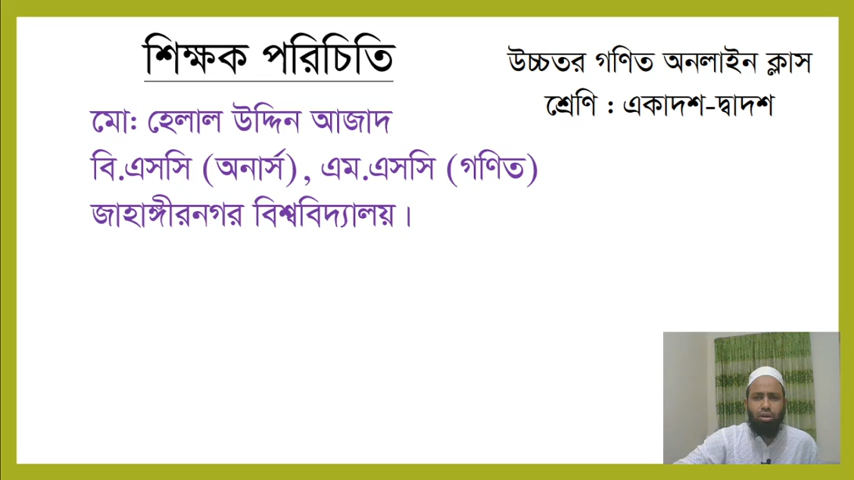 শিক্ষক পরিচিতি
মো: হেলাল উদ্দিন আজাদ
বি.এসসি (অনার্স), এম.এসসি (গণিত)
জাহাঙ্গীরনগর বিশ্ববিদ্যালয়।
উচ্চতর গণিত অনলাইন ক্লাস
শ্রেণি : একাদশ-দ্বাদশ